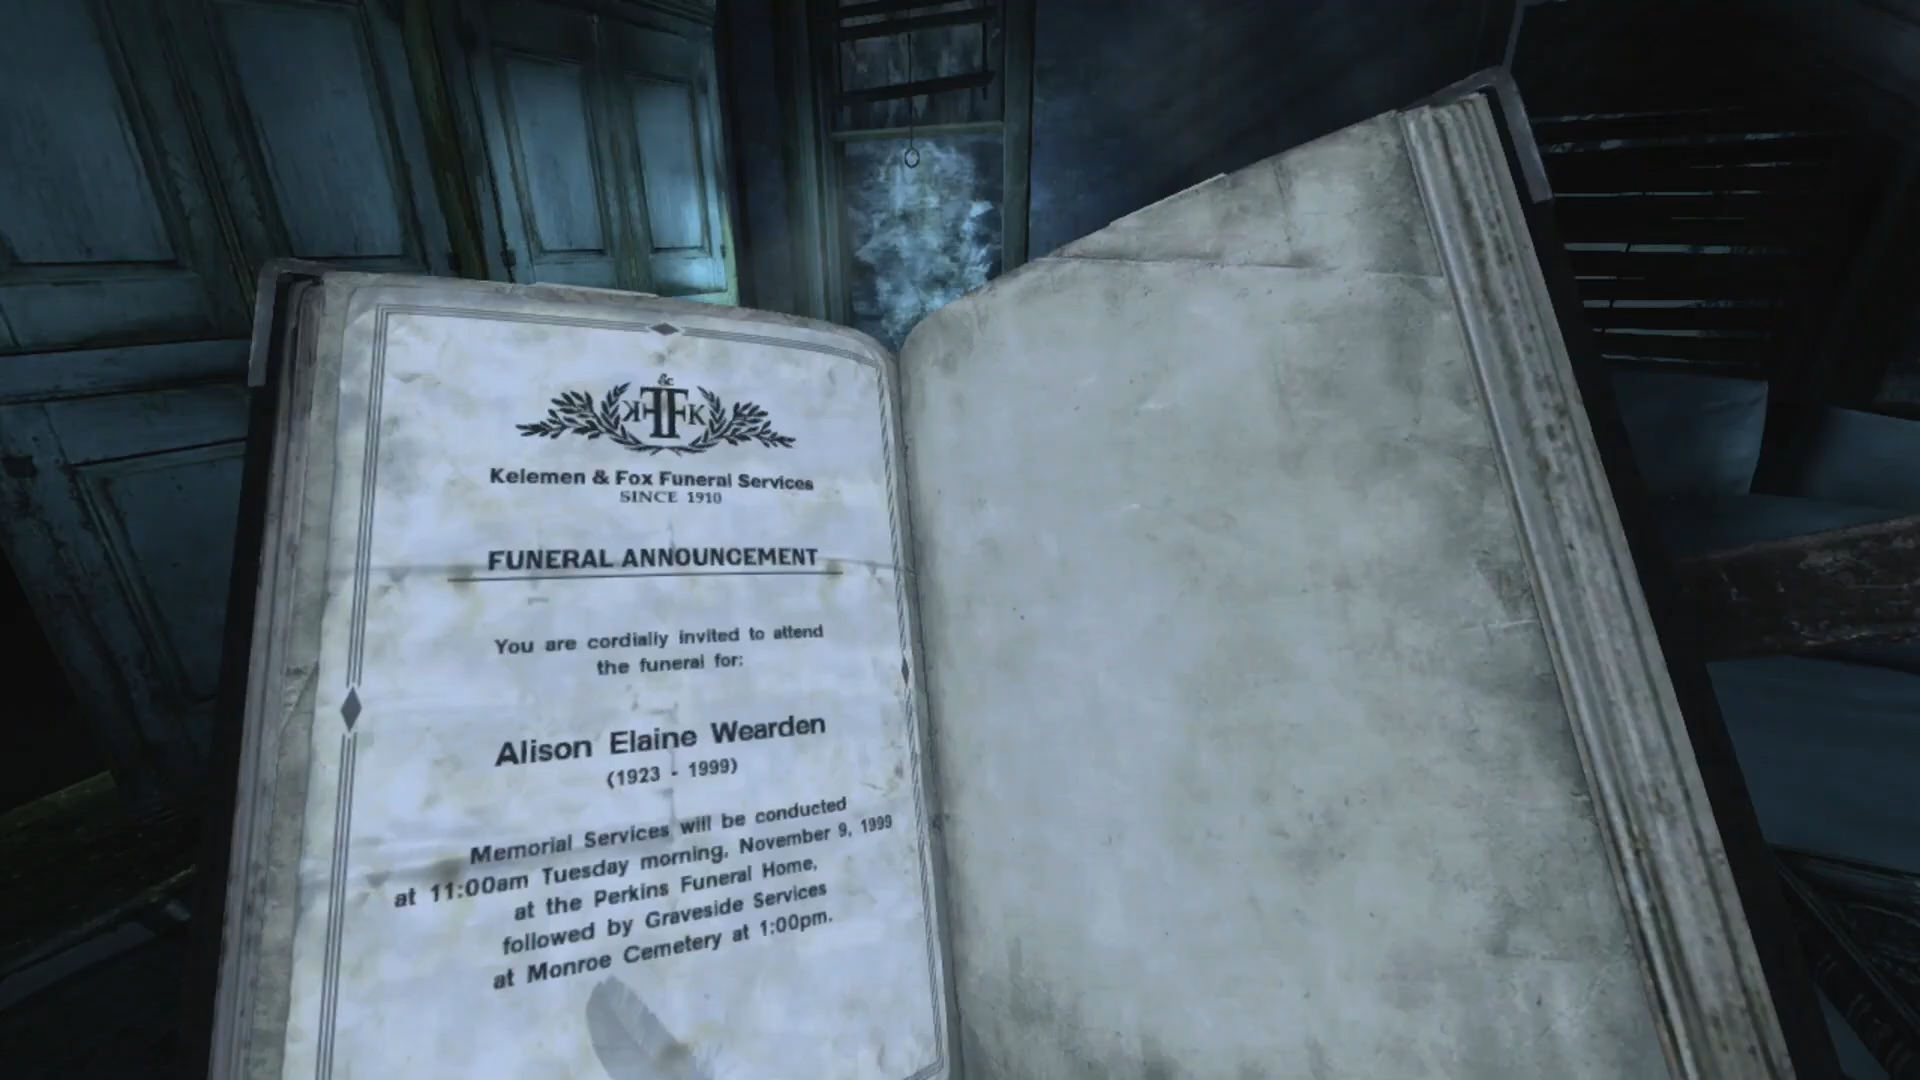 &
K F F K
Kelemen & Fox Funeral Services
SINCE 1910
FUNERAL ANNOUNCEMENT
You are cordially invited to attend
the funeral for:
Alison Elaine Wearden
(1923 - 1999)
Memorial Services will be conducted
at 11:00am Tuesday morning, November 9, 1999
at the Perkins Funeral Home,
followed by Graveside Services
at Monroe Cemetery at 1:00pm.